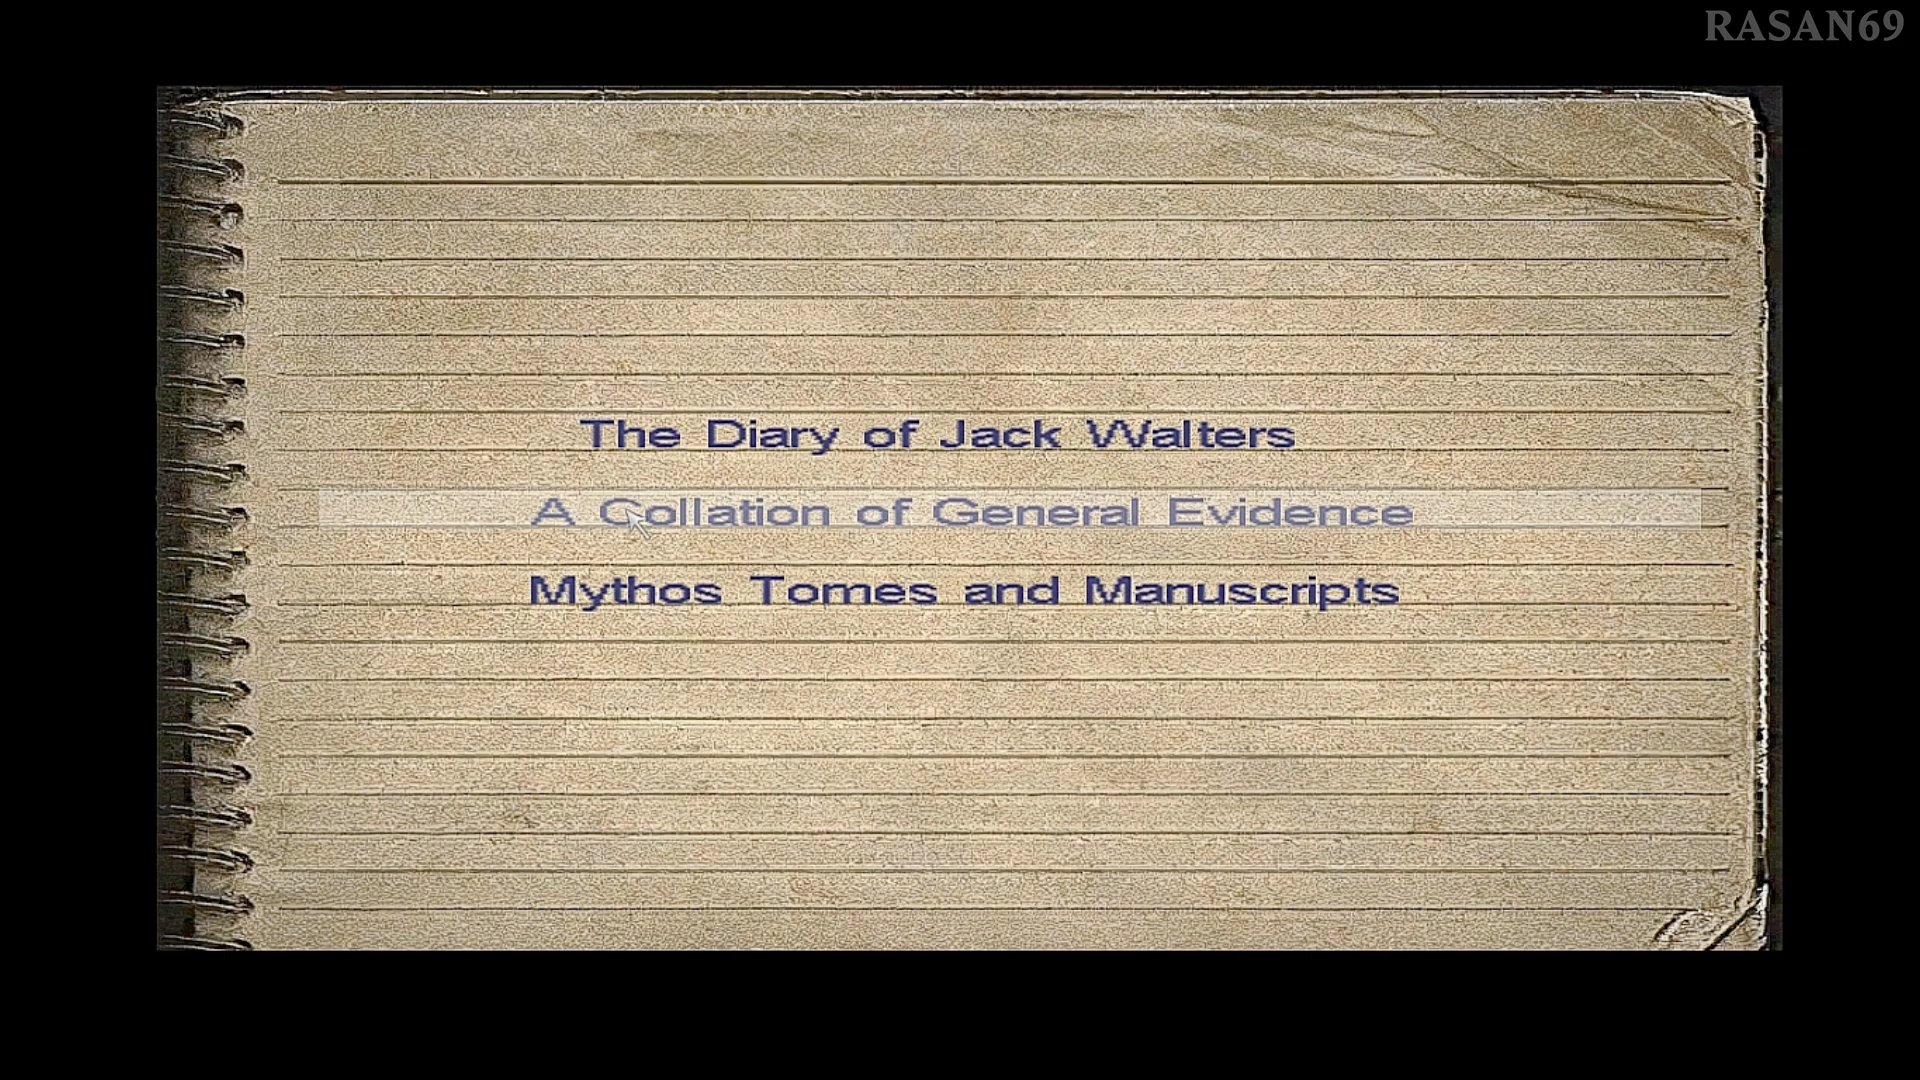 RASAN69
The Diary of Jack Walters
A Collation of General Evidence
Mythos Tomes and Manuscripts